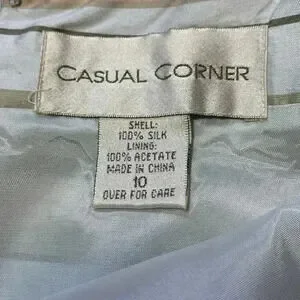 CASUAL CORNER
SHELL:
100% SILK
LINING:
100% ACETATE
MADE IN CHINA
10
OVER FOR CARE